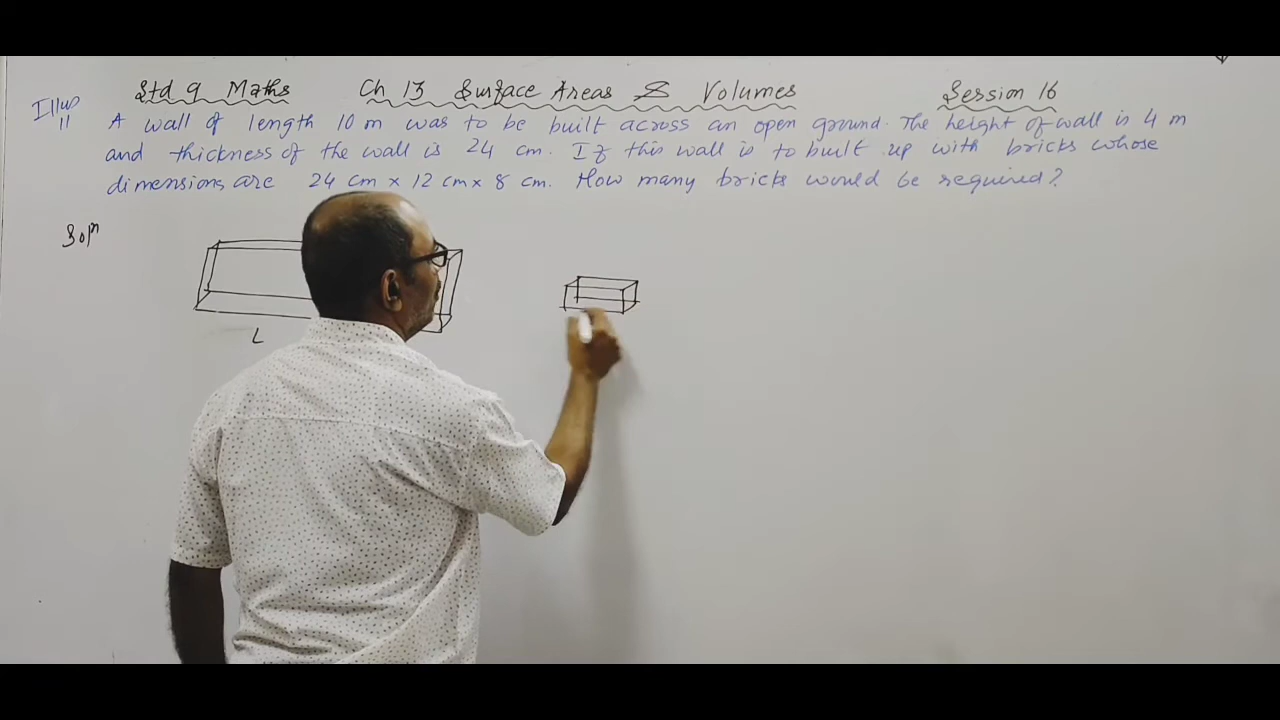 Std 9 Maths Ch 13 Surface Areas & Volumes Session 16
Illus 11 A wall of length 10 m was to be built across an open ground. The height of wall is 4 m
and thickness of the wall is 24 cm. If this wall is to built up with bricks whose
dimensions are 24 cm x 12 cm x 8 cm. How many bricks would be required?
Solⁿ
L